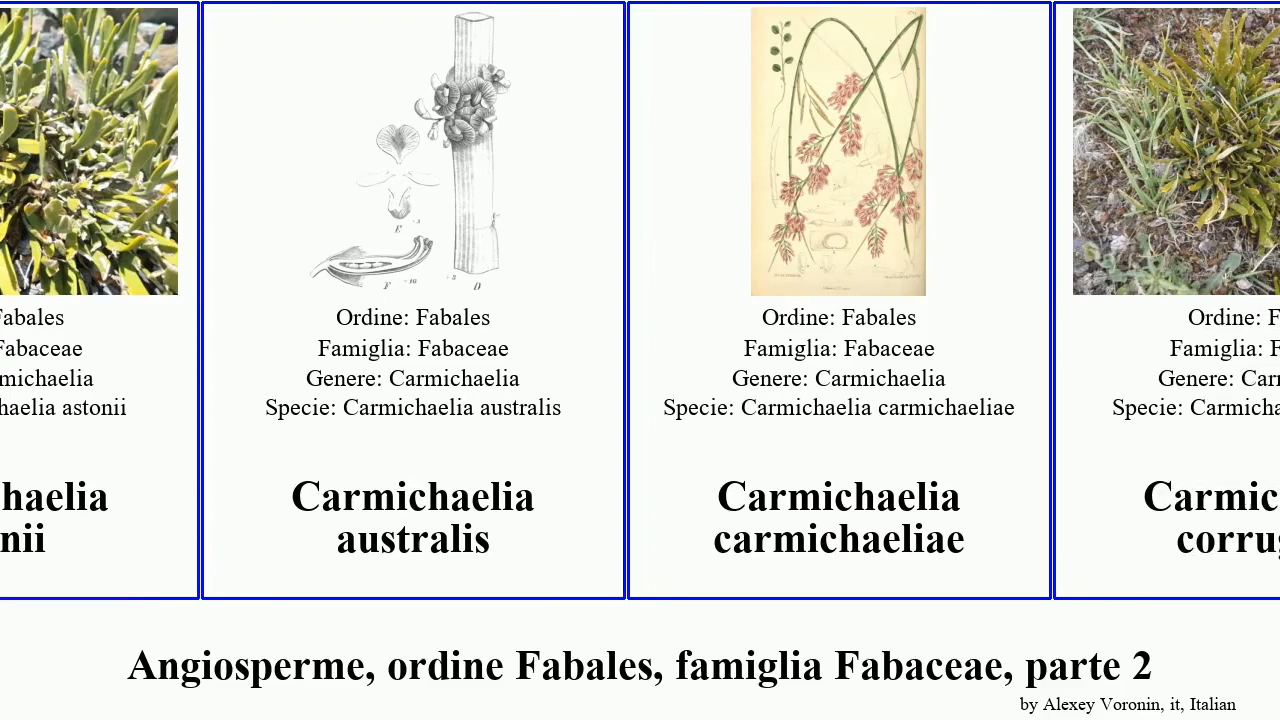 Fabales
Fabaceae
michaelia
haelia astonii
haelia
nii
E
F
D
Ordine: Fabales
Famiglia: Fabaceae
Genere: Carmichaelia
Specie: Carmichaelia australis
Carmichaelia
australis
Ordine: Fabales
Famiglia: Fabaceae
Genere: Carmichaelia
Specie: Carmichaelia carmichaeliae
Carmichaelia
carmichaeliae
Ordine: F
Famiglia: F
Genere: Carm
Specie: Carmicha
Carmic
corrug
Angiosperme, ordine Fabales, famiglia Fabaceae, parte 2
by Alexey Voronin, it, Italian